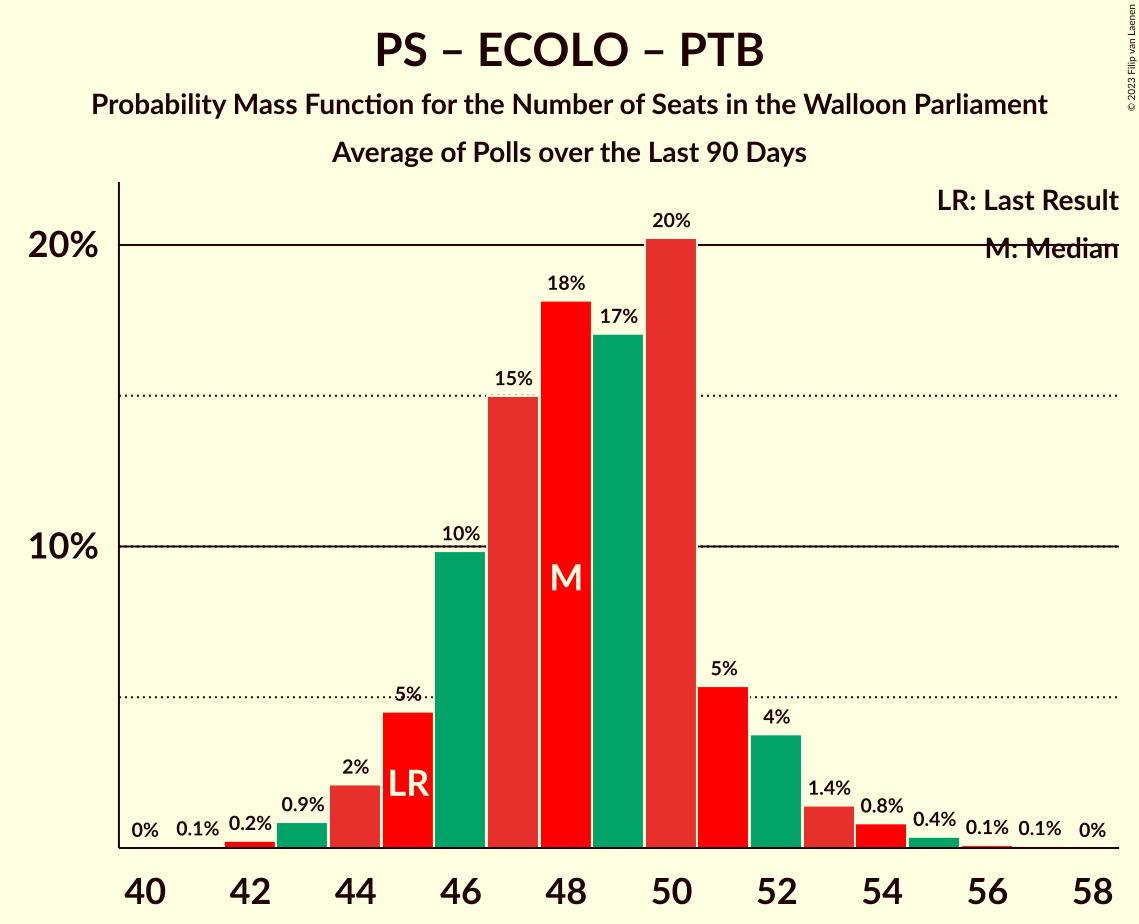 PS – ECOLO – PTB
Probability Mass Function for the Number of Seats in the Walloon Parliament
Average of Polls over the Last 90 Days
© 2023 Filip van Laenen
LR: Last Result
M: Median
20%
10%
0%
0.1%
0.2%
0.9%
2%
5%
10%
15%
18%
17%
20%
5%
4%
1.4%
0.8%
0.4%
0.1%
0.1%
0%
LR
M
40 42 44 46 48 50 52 54 56 58